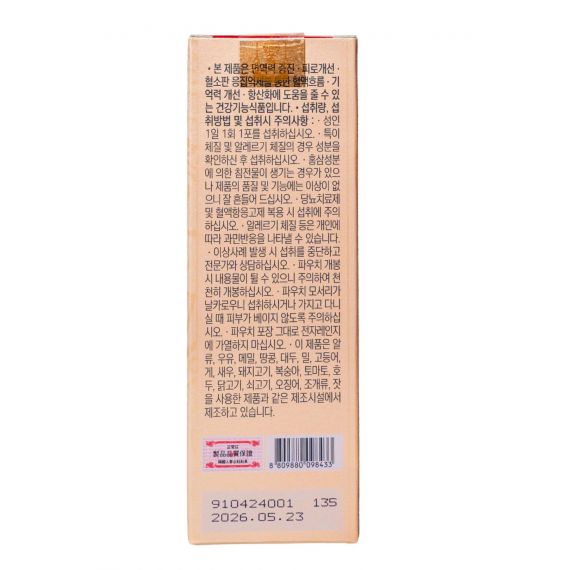 • 본 제품은 면역력 증진 · 피로개선 ·
혈소판 응집억제를 통한 혈액흐름 · 기
억력 개선 · 항산화에 도움을 줄 수 있
는 건강기능식품입니다. • 섭취량, 섭
취방법 및 섭취시 주의사항 : · 성인
1일 1회 1포를 섭취하십시오. · 특이
체질 및 알레르기 체질의 경우 성분을
확인하신 후 섭취하십시오. · 홍삼성분
에 의한 침전물이 생기는 경우가 있으
나 제품의 품질 및 기능에는 이상이 없
으니 잘 흔들어 드십시오. · 당뇨치료제
및 혈액항응고제 복용 시 섭취에 주의
하십시오. · 알레르기 체질 등은 개인에
따라 과민반응을 나타낼 수 있습니다.
· 이상사례 발생 시 섭취를 중단하고
전문가와 상담하십시오. · 파우치 개봉
시 내용물이 튈 수 있으니 주의하며 천
천히 개봉하십시오. · 파우치 모서리가
날카로우니 섭취하시거나 가지고 다니
실 때 피부가 베이지 않도록 주의하십
시오. · 파우치 포장 그대로 전자레인지
에 가열하지 마십시오. · 이 제품은 알
류, 우유, 메밀, 땅콩, 대두, 밀, 고등어,
게, 새우, 돼지고기, 복숭아, 토마토, 호
두, 닭고기, 쇠고기, 오징어, 조개류, 잣
을 사용한 제품과 같은 제조시설에서
제조하고 있습니다.
製品品質保證
8 809880 098433
910424001 135
2026.05.23